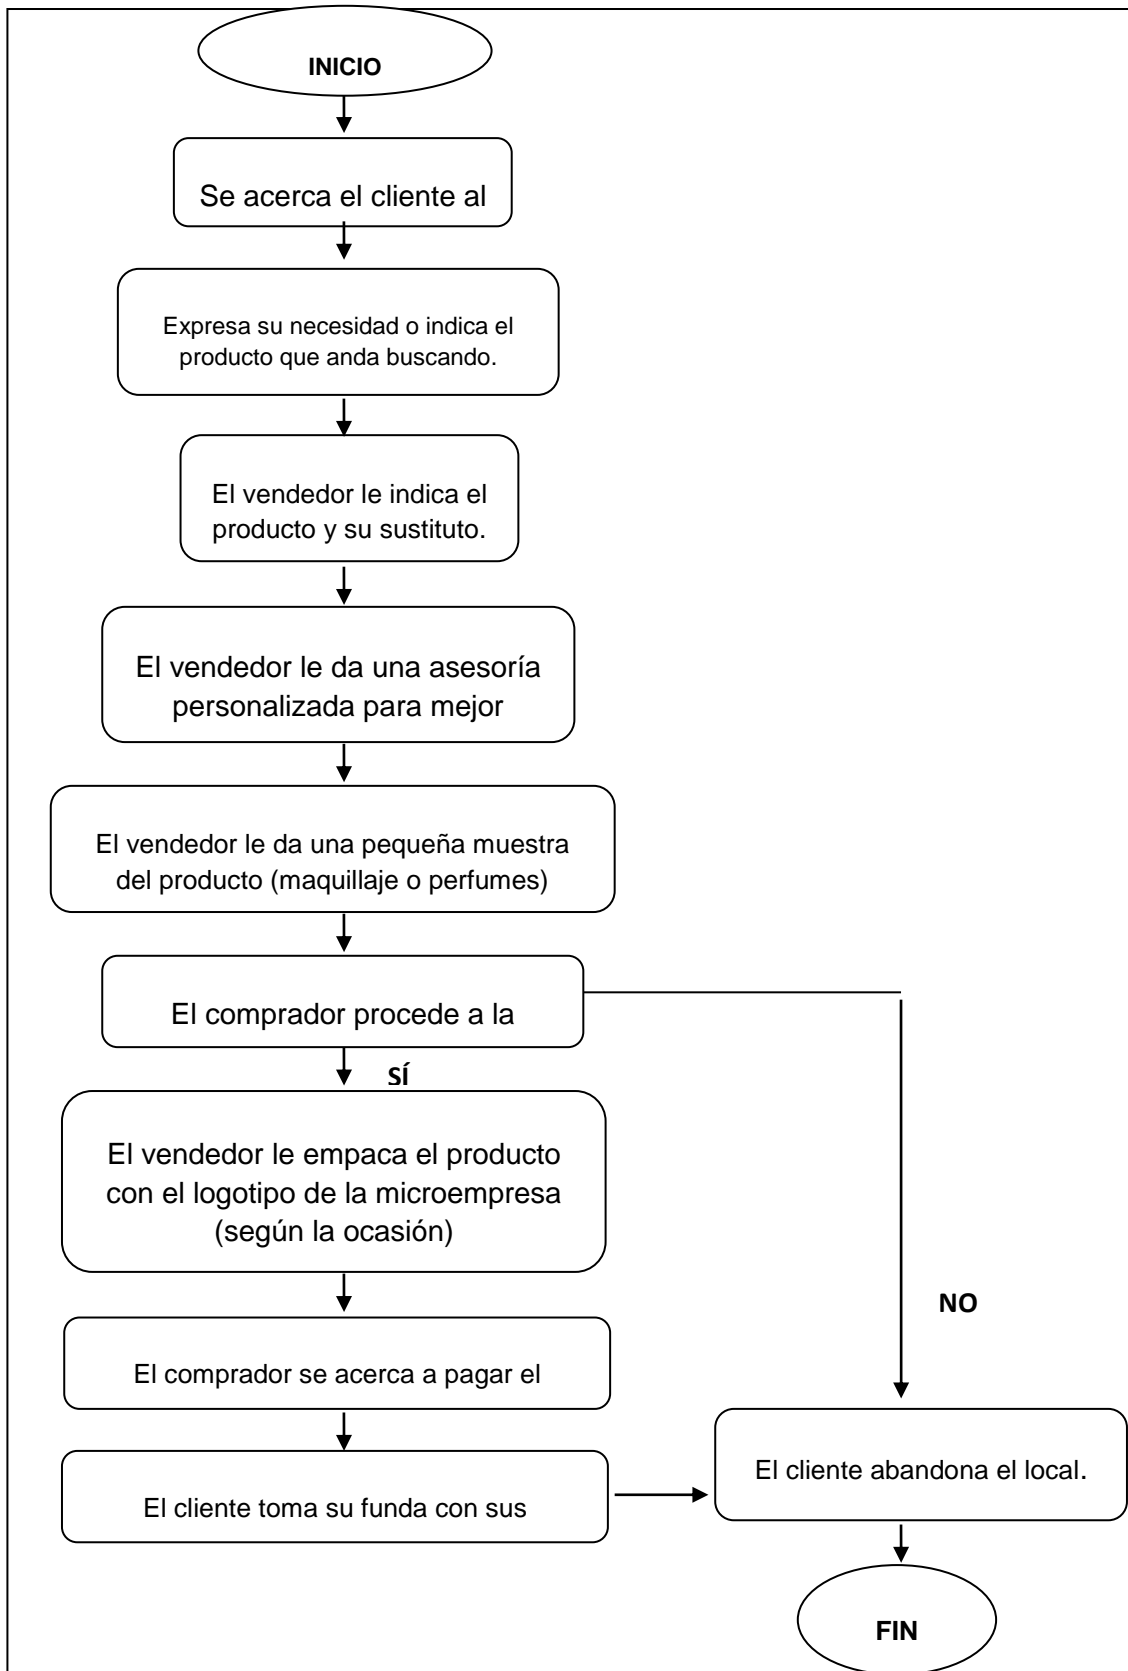 INICIO
Se acerca el cliente al
Expresa su necesidad o indica el
producto que anda buscando.
El vendedor le indica el
producto y su sustituto.
El vendedor le da una asesoría
personalizada para mejor
El vendedor le da una pequeña muestra
del producto (maquillaje o perfumes)
El comprador procede a la
SÍ
El vendedor le empaca el producto
con el logotipo de la microempresa
(según la ocasión)
NO
El comprador se acerca a pagar el
El cliente toma su funda con sus
El cliente abandona el local.
FIN